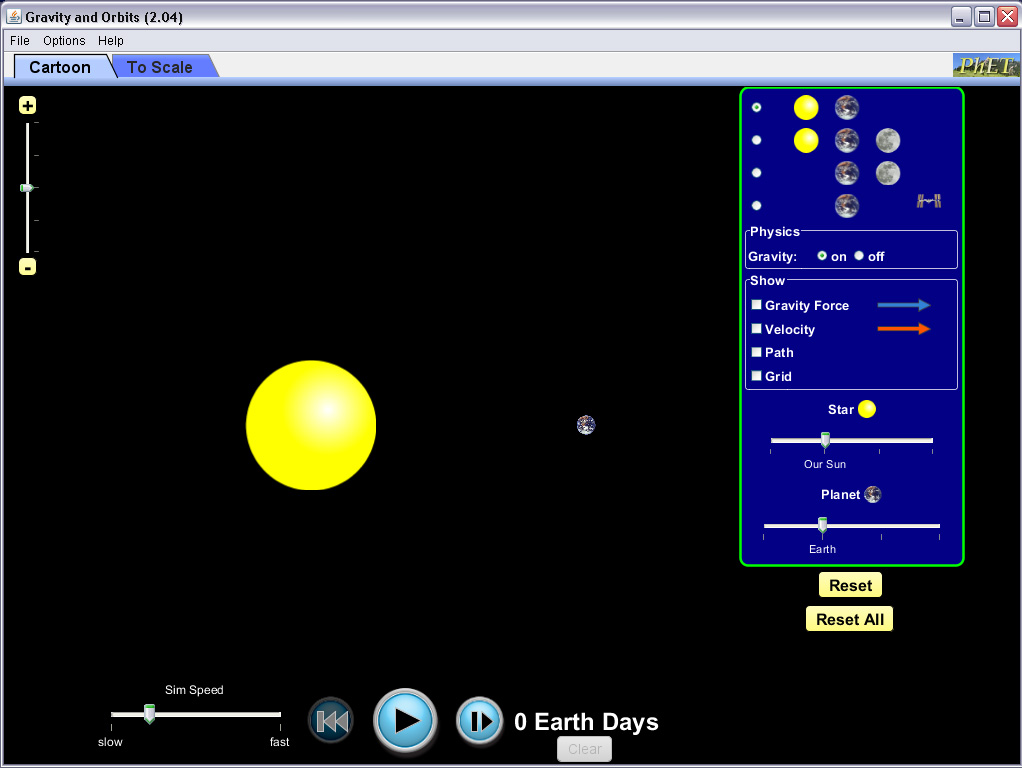 Gravity and Orbits (2.04)
File Options Help
Cartoon To Scale
PhET
+
-
Physics
Gravity: on off
Show
Gravity Force
Velocity
Path
Grid
Star
Our Sun
Planet
Earth
Reset
Reset All
Sim Speed
slow fast
0 Earth Days
Clear